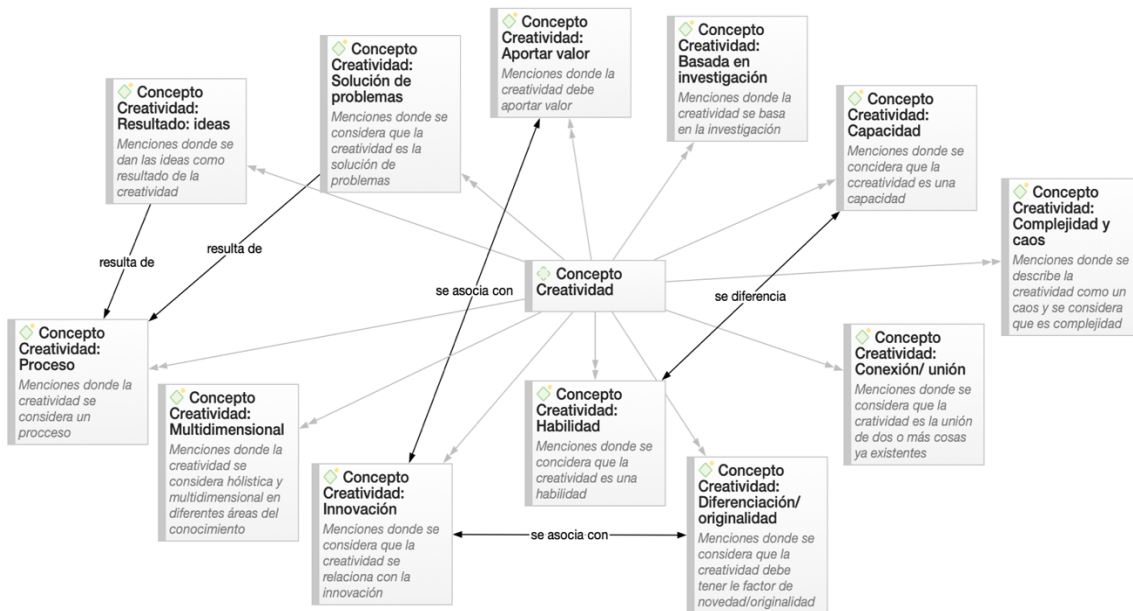 Concepto
Creatividad:
Aportar valor
Menciones donde la
creatividad debe
aportar valor
Concepto
Creatividad:
Basada en
investigación
Menciones donde la
creatividad se basa
en la investigación
Concepto
Creatividad:
Solución de
problemas
Menciones donde se
considera que la
creatividad es la
solución de
problemas
Concepto
Creatividad:
Resultado: ideas
Menciones donde se
dan las ideas como
resultado de la
creatividad
Concepto
Creatividad:
Capacidad
Menciones donde se
concidera que la
ccreatividad es una
capacidad
Concepto
Creatividad:
Complejidad y
caos
Menciones donde se
describe la
creatividad como un
caos y se considera
que es complejidad
resulta de
resulta de
se asocia con
Concepto
Creatividad
se diferencia
Concepto
Creatividad:
Proceso
Menciones donde la
creatividad se
considera un
procceso
Concepto
Creatividad:
Multidimensional
Menciones donde la
creatividad se
considera hólistica y
multidimensional en
diferentes áreas del
conocimiento
Concepto
Creatividad:
Innovación
Menciones donde se
considera que la
creatividad se
relaciona con la
innovación
Concepto
Creatividad:
Habilidad
Menciones donde se
concidera que la
creatividad es una
habilidad
se asocia con
Concepto
Creatividad:
Diferenciación/
originalidad
Menciones donde se
considera que la
creatividad debe
tener le factor de
novedad/originalidad
Concepto
Creatividad:
Conexión/ unión
Menciones donde se
considera que la
cratividad es la unión
de dos o más cosas
ya existentes